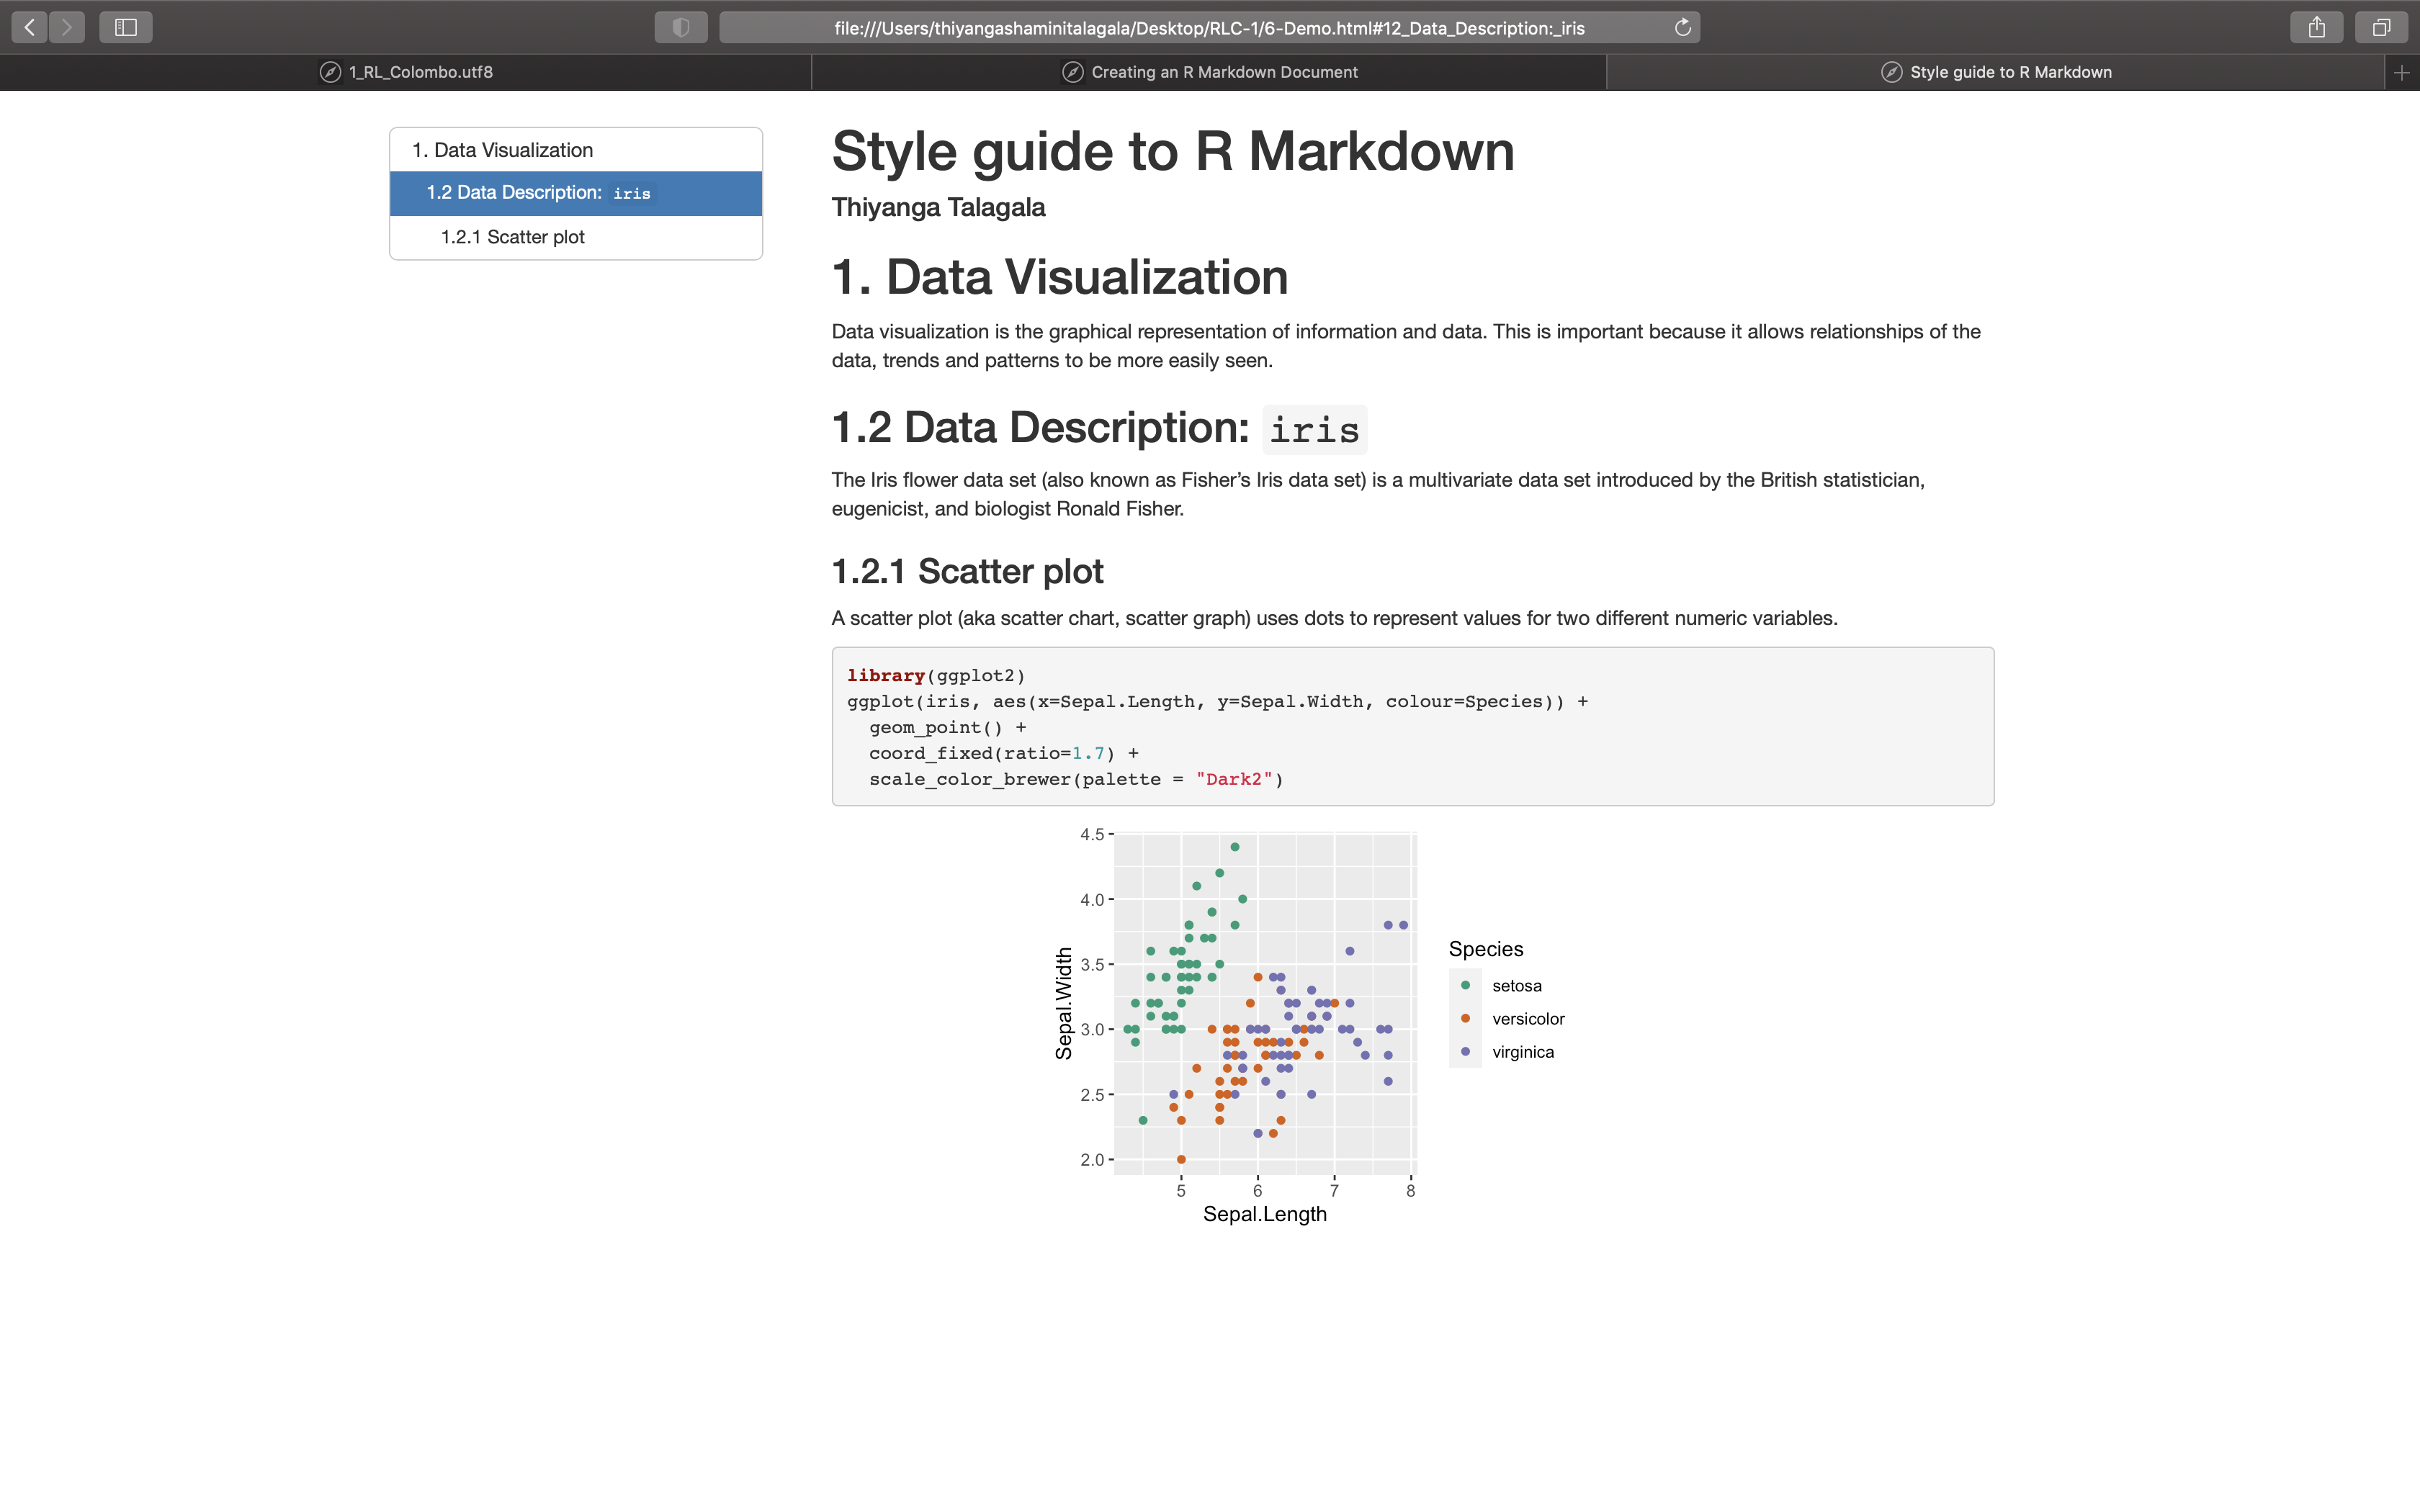 file:///Users/thiyangashaminitalagala/Desktop/RLC-1/6-Demo.html#12_Data_Description:_iris
1_RL_Colombo.utf8
Creating an R Markdown Document
Style guide to R Markdown
1. Data Visualization
1.2 Data Description: iris
1.2.1 Scatter plot
Style guide to R Markdown
Thiyanga Talagala
1. Data Visualization
Data visualization is the graphical representation of information and data. This is important because it allows relationships of the
data, trends and patterns to be more easily seen.
1.2 Data Description: iris
The Iris flower data set (also known as Fisher’s Iris data set) is a multivariate data set introduced by the British statistician,
eugenicist, and biologist Ronald Fisher.
1.2.1 Scatter plot
A scatter plot (aka scatter chart, scatter graph) uses dots to represent values for two different numeric variables.
library(ggplot2)
ggplot(iris, aes(x=Sepal.Length, y=Sepal.Width, colour=Species)) +
  geom_point() +
  coord_fixed(ratio=1.7) +
  scale_color_brewer(palette = "Dark2")
4.5
4.0
3.5
3.0
2.5
2.0
Sepal.Width
5 6 7 8
Sepal.Length
Species
setosa
versicolor
virginica